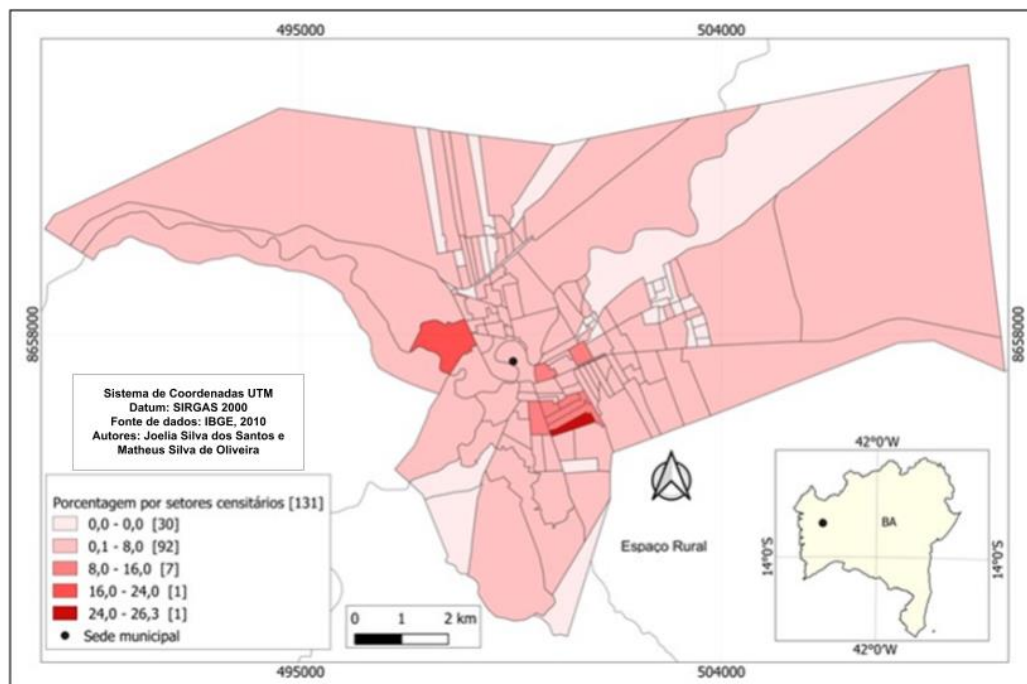 495000
504000
8658000
8658000
Sistema de Coordenadas UTM
Datum: SIRGAS 2000
Fonte de dados: IBGE, 2010
Autores: Joelia Silva dos Santos e
Matheus Silva de Oliveira
Porcentagem por setores censitários [131]
0,0 - 0,0 [30]
0,1 - 8,0 [92]
8,0 - 16,0 [7]
16,0 - 24,0 [1]
24,0 - 26,3 [1]
Sede municipal
0 1 2 km
Espaço Rural
42°0'W
14°0'S
BA
14°0'S
42°0'W
495000
504000